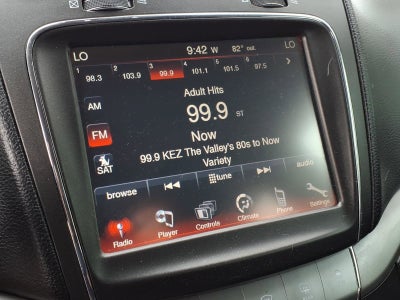 LO 9:42 W 82° out. LO
1 2 3 4 5 6
98.3 103.9 99.9 101.1 101.5 97.5 >
Adult Hits
AM
99.9 ST
FM
Now
SAT
99.9 KEZ The Valley's 80s to Now
Variety
browse tune audio
Radio Player Controls Climate Phone Settings